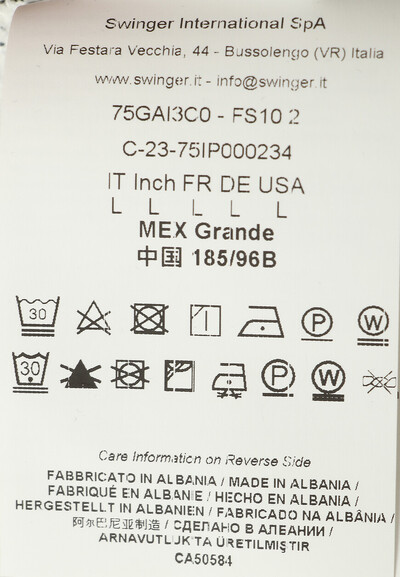 Swinger International SpA
Via Festara Vecchia, 44 - Bussolengo (VR) Italia
www.swinger.it - info@swinger.it
75GAI3C0 - FS10 2
C-23-75IP000234
IT Inch FR DE USA
L L L L L
MEX Grande
中国 185/96B
30 P W
30 P W
Care Information on Reverse Side
FABBRICATO IN ALBANIA / MADE IN ALBANIA /
FABRIQUÉ EN ALBANIE / HECHO EN ALBANIA /
HERGESTELLT IN ALBANIEN / FABRICADO NA ALBÂNIA /
阿尔巴尼亚制造 / СДЕЛАНО В АЛБАНИИ /
ARNAVUTLUK'TA ÜRETILMIŞTIR
CA50584